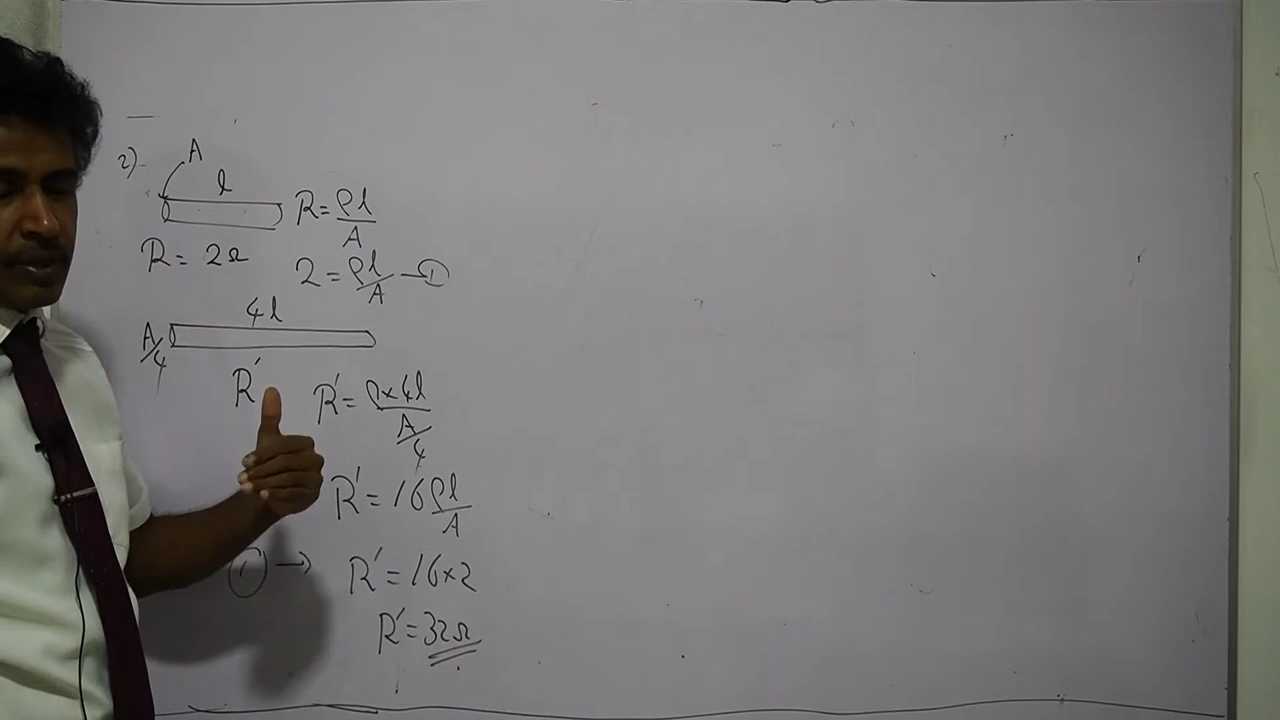 2)
A
l
R = ρl/A
R = 2Ω
2 = ρl/A → ①
4l
A/4
R'
R' = ρ×4l/A/4
R' = 16ρl/A
① → R' = 16×2
R' = 32Ω